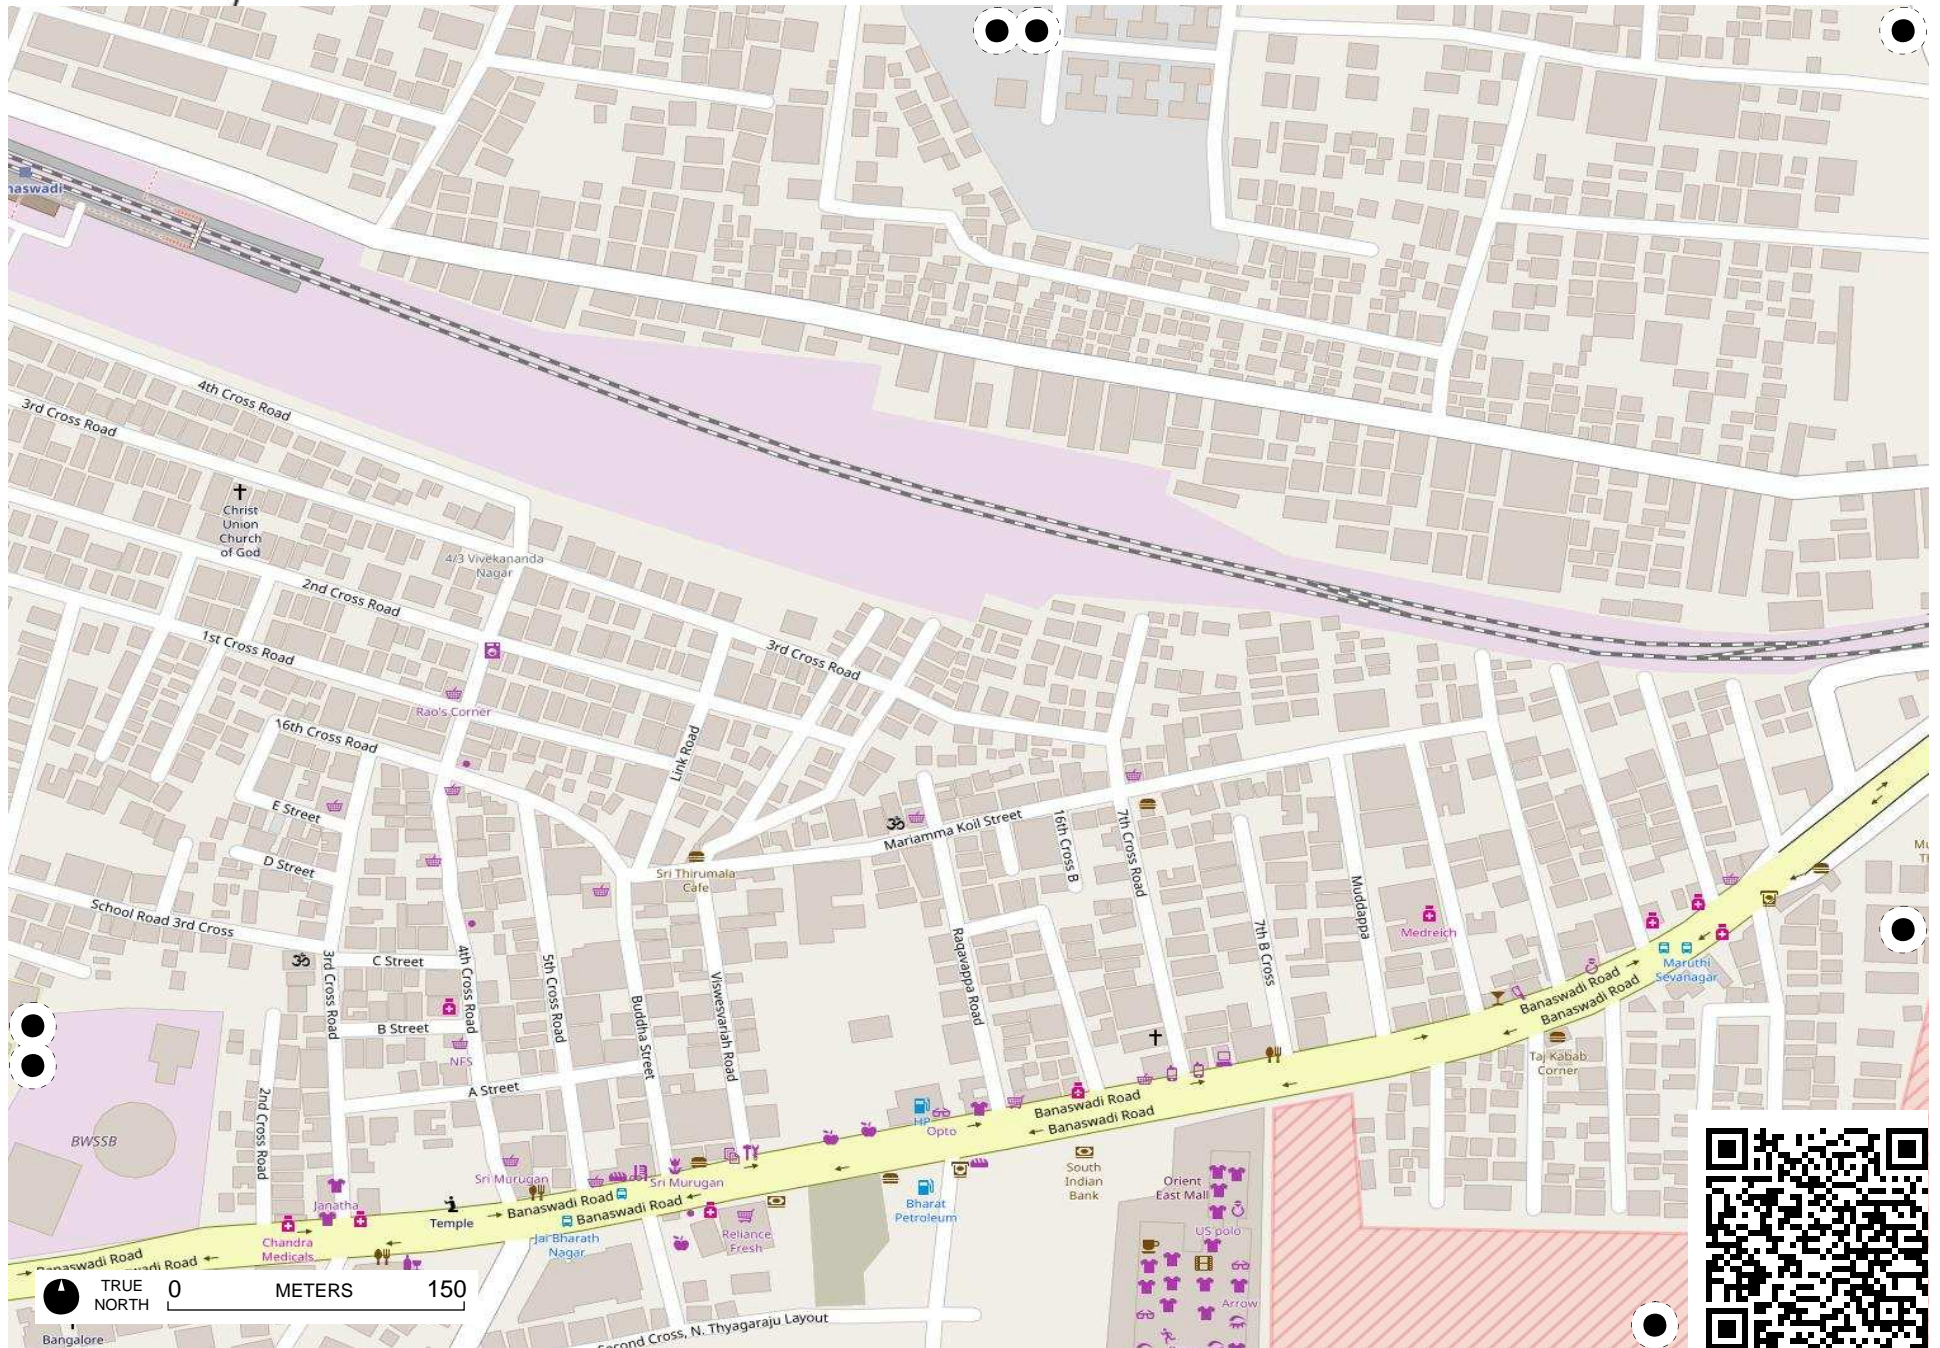 naswadi
4th Cross Road
3rd Cross Road
Christ
Union
Church
of God
4/3 Vivekananda
Nagar
2nd Cross Road
1st Cross Road
3rd Cross Road
Rao's Corner
16th Cross Road
Link Road
E Street
D Street
Sri Thirumala
Cafe
Mariamma Koil Street
16th Cross B
7th Cross Road
Muddappa
School Road 3rd Cross
Medreich
7th B Cross
3rd Cross Road
C Street
4th Cross Road
5th Cross Road
Buddha Street
Viswesvariah Road
Ragavappa Road
Maruthi
Sevanagar
Banaswadi Road
Banaswadi Road
B Street
NFS
Taj Kabab
Corner
A Street
2nd Cross Road
BWSSB
HP
Opto
Banaswadi Road
Banaswadi Road
South
Indian
Bank
Orient
East Mall
Sri Murugan
Sri Murugan
Janatha
Banaswadi Road
Banaswadi Road
Temple
Bharat
Petroleum
US polo
Chandra
Medicals
Jai Bharath
Nagar
Reliance
Fresh
Banaswadi Road
swadi Road
TRUE
NORTH
0 METERS 150
Arrow
Bangalore
Second Cross, N. Thyagaraju Layout